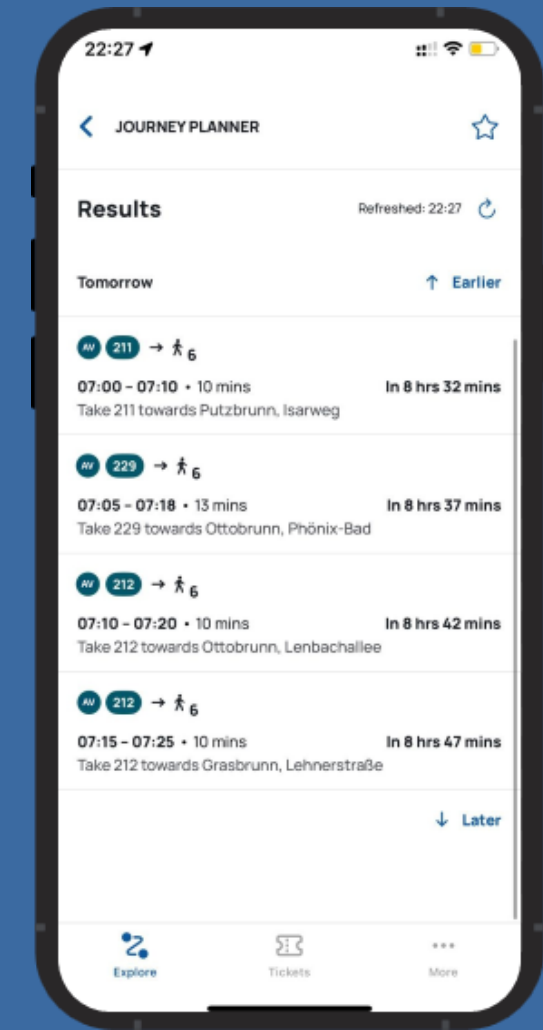 22:27
JOURNEY PLANNER
Results
Refreshed: 22:27
Tomorrow
Earlier
AV 211 → 6
07:00 – 07:10 • 10 mins
In 8 hrs 32 mins
Take 211 towards Putzbrunn, Isarweg
AV 229 → 6
07:05 – 07:18 • 13 mins
In 8 hrs 37 mins
Take 229 towards Ottobrunn, Phönix-Bad
AV 212 → 6
07:10 – 07:20 • 10 mins
In 8 hrs 42 mins
Take 212 towards Ottobrunn, Lenbachallee
AV 212 → 6
07:15 – 07:25 • 10 mins
In 8 hrs 47 mins
Take 212 towards Grasbrunn, Lehnerstraße
Later
Explore
Tickets
More